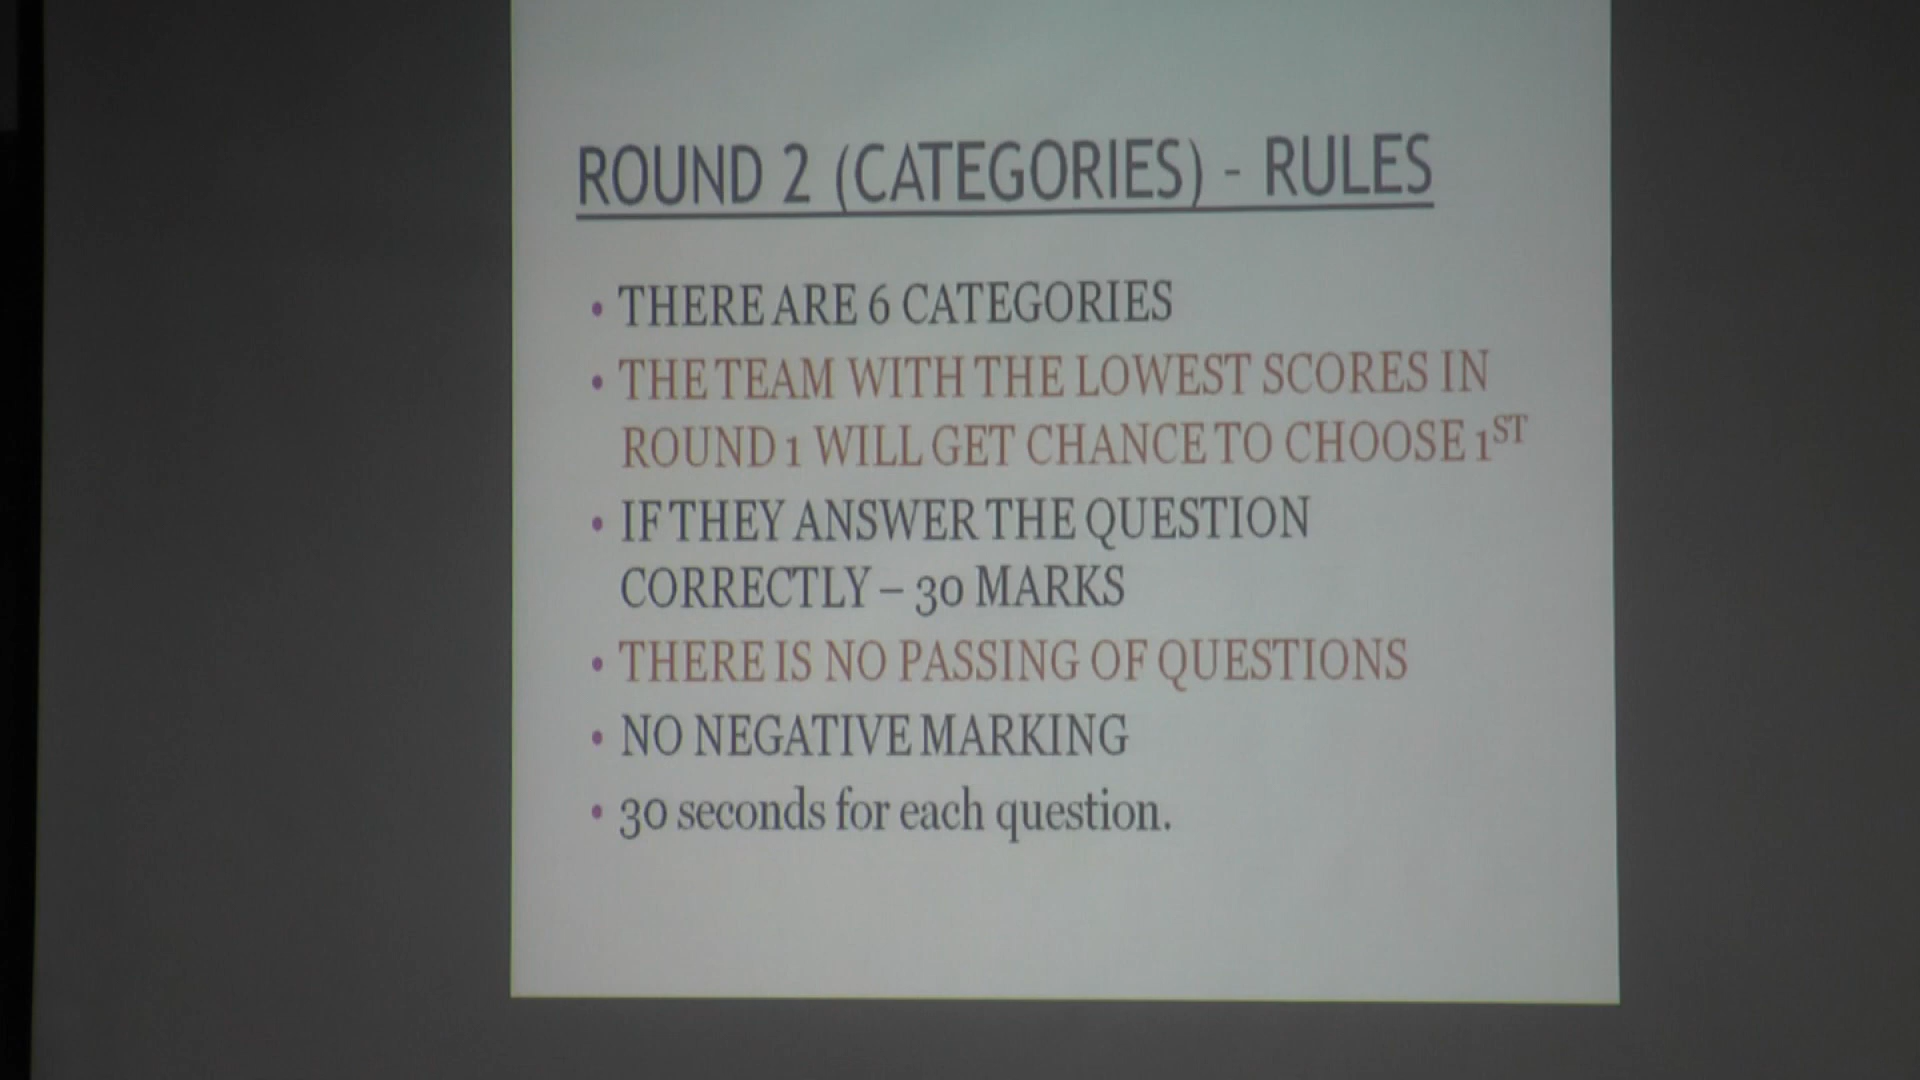 ROUND 2 (CATEGORIES) - RULES
• THERE ARE 6 CATEGORIES
• THE TEAM WITH THE LOWEST SCORES IN
ROUND 1 WILL GET CHANCE TO CHOOSE 1ST
• IF THEY ANSWER THE QUESTION
CORRECTLY – 30 MARKS
• THERE IS NO PASSING OF QUESTIONS
• NO NEGATIVE MARKING
• 30 seconds for each question.